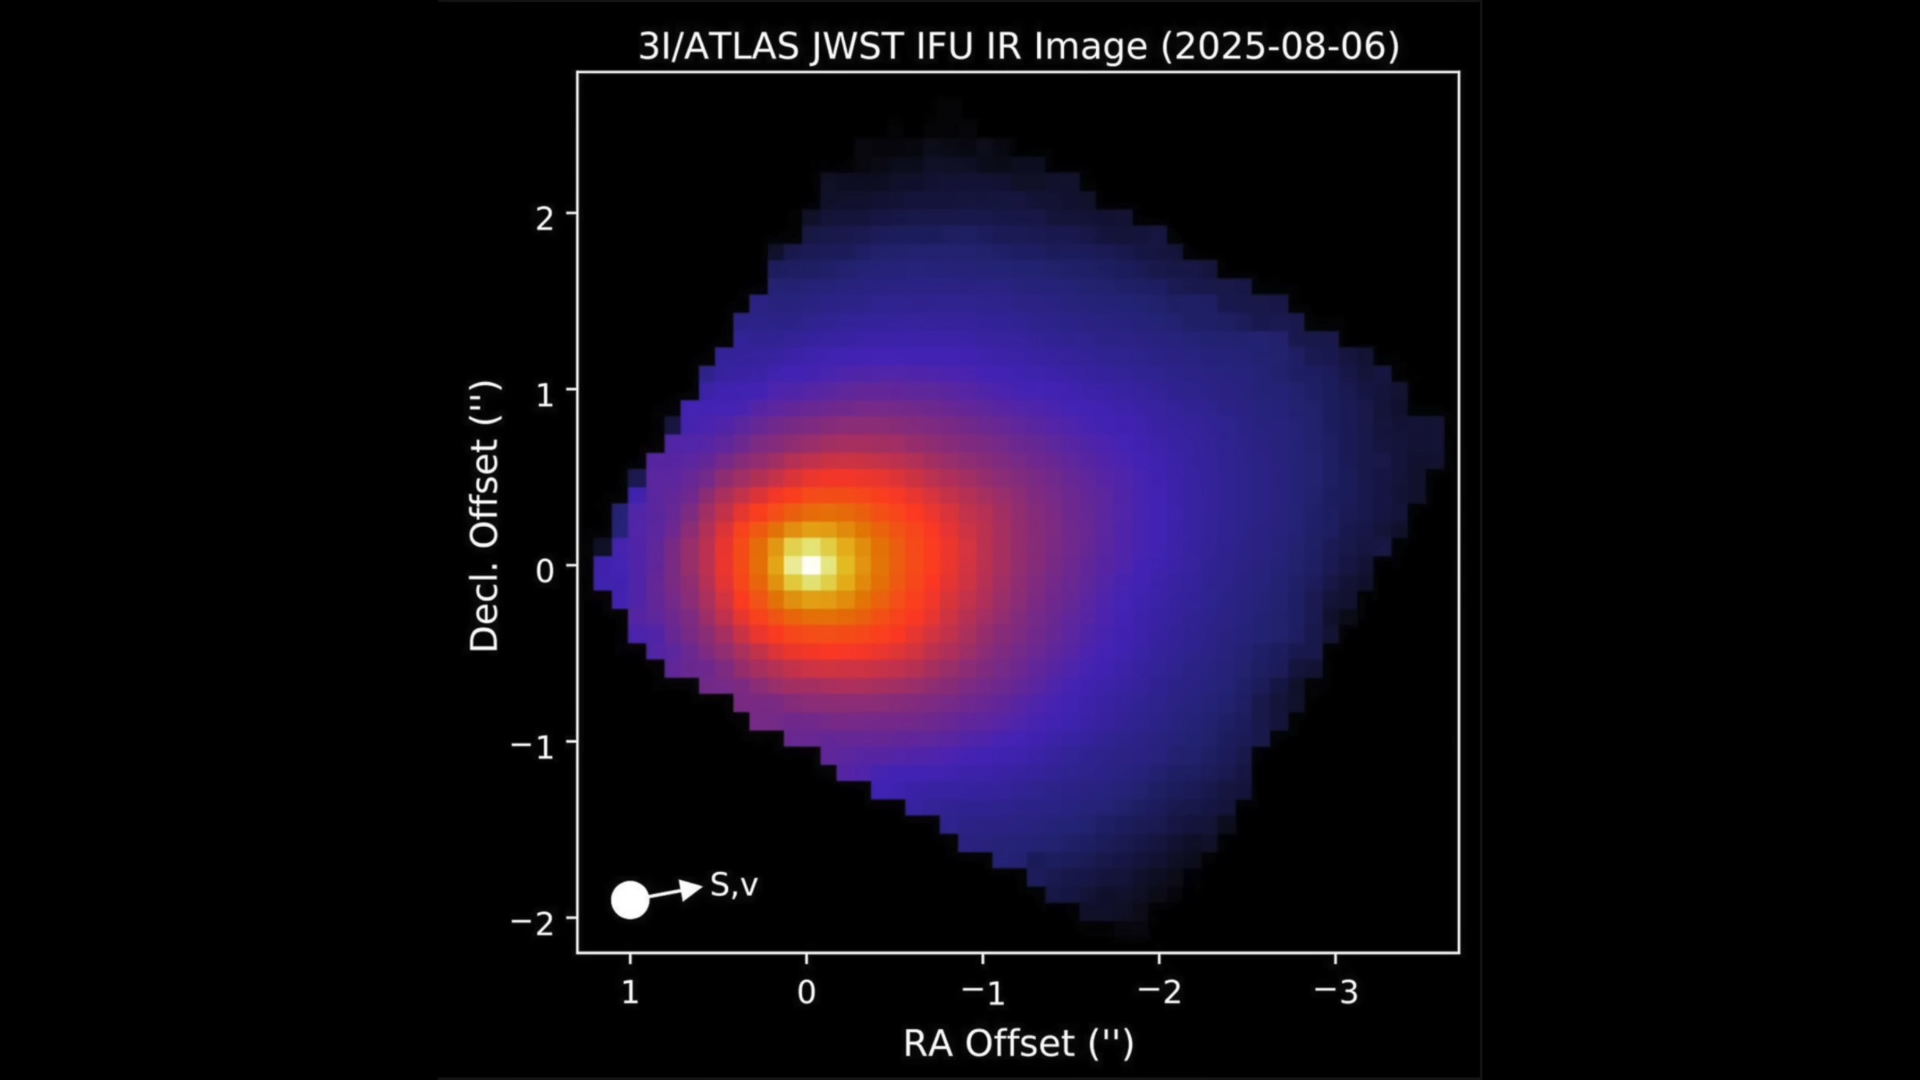 3I/ATLAS JWST IFU IR Image (2025-08-06)
Decl. Offset ('')
2
1
0
−1
−2
S,v
1 0 −1 −2 −3
RA Offset ('')